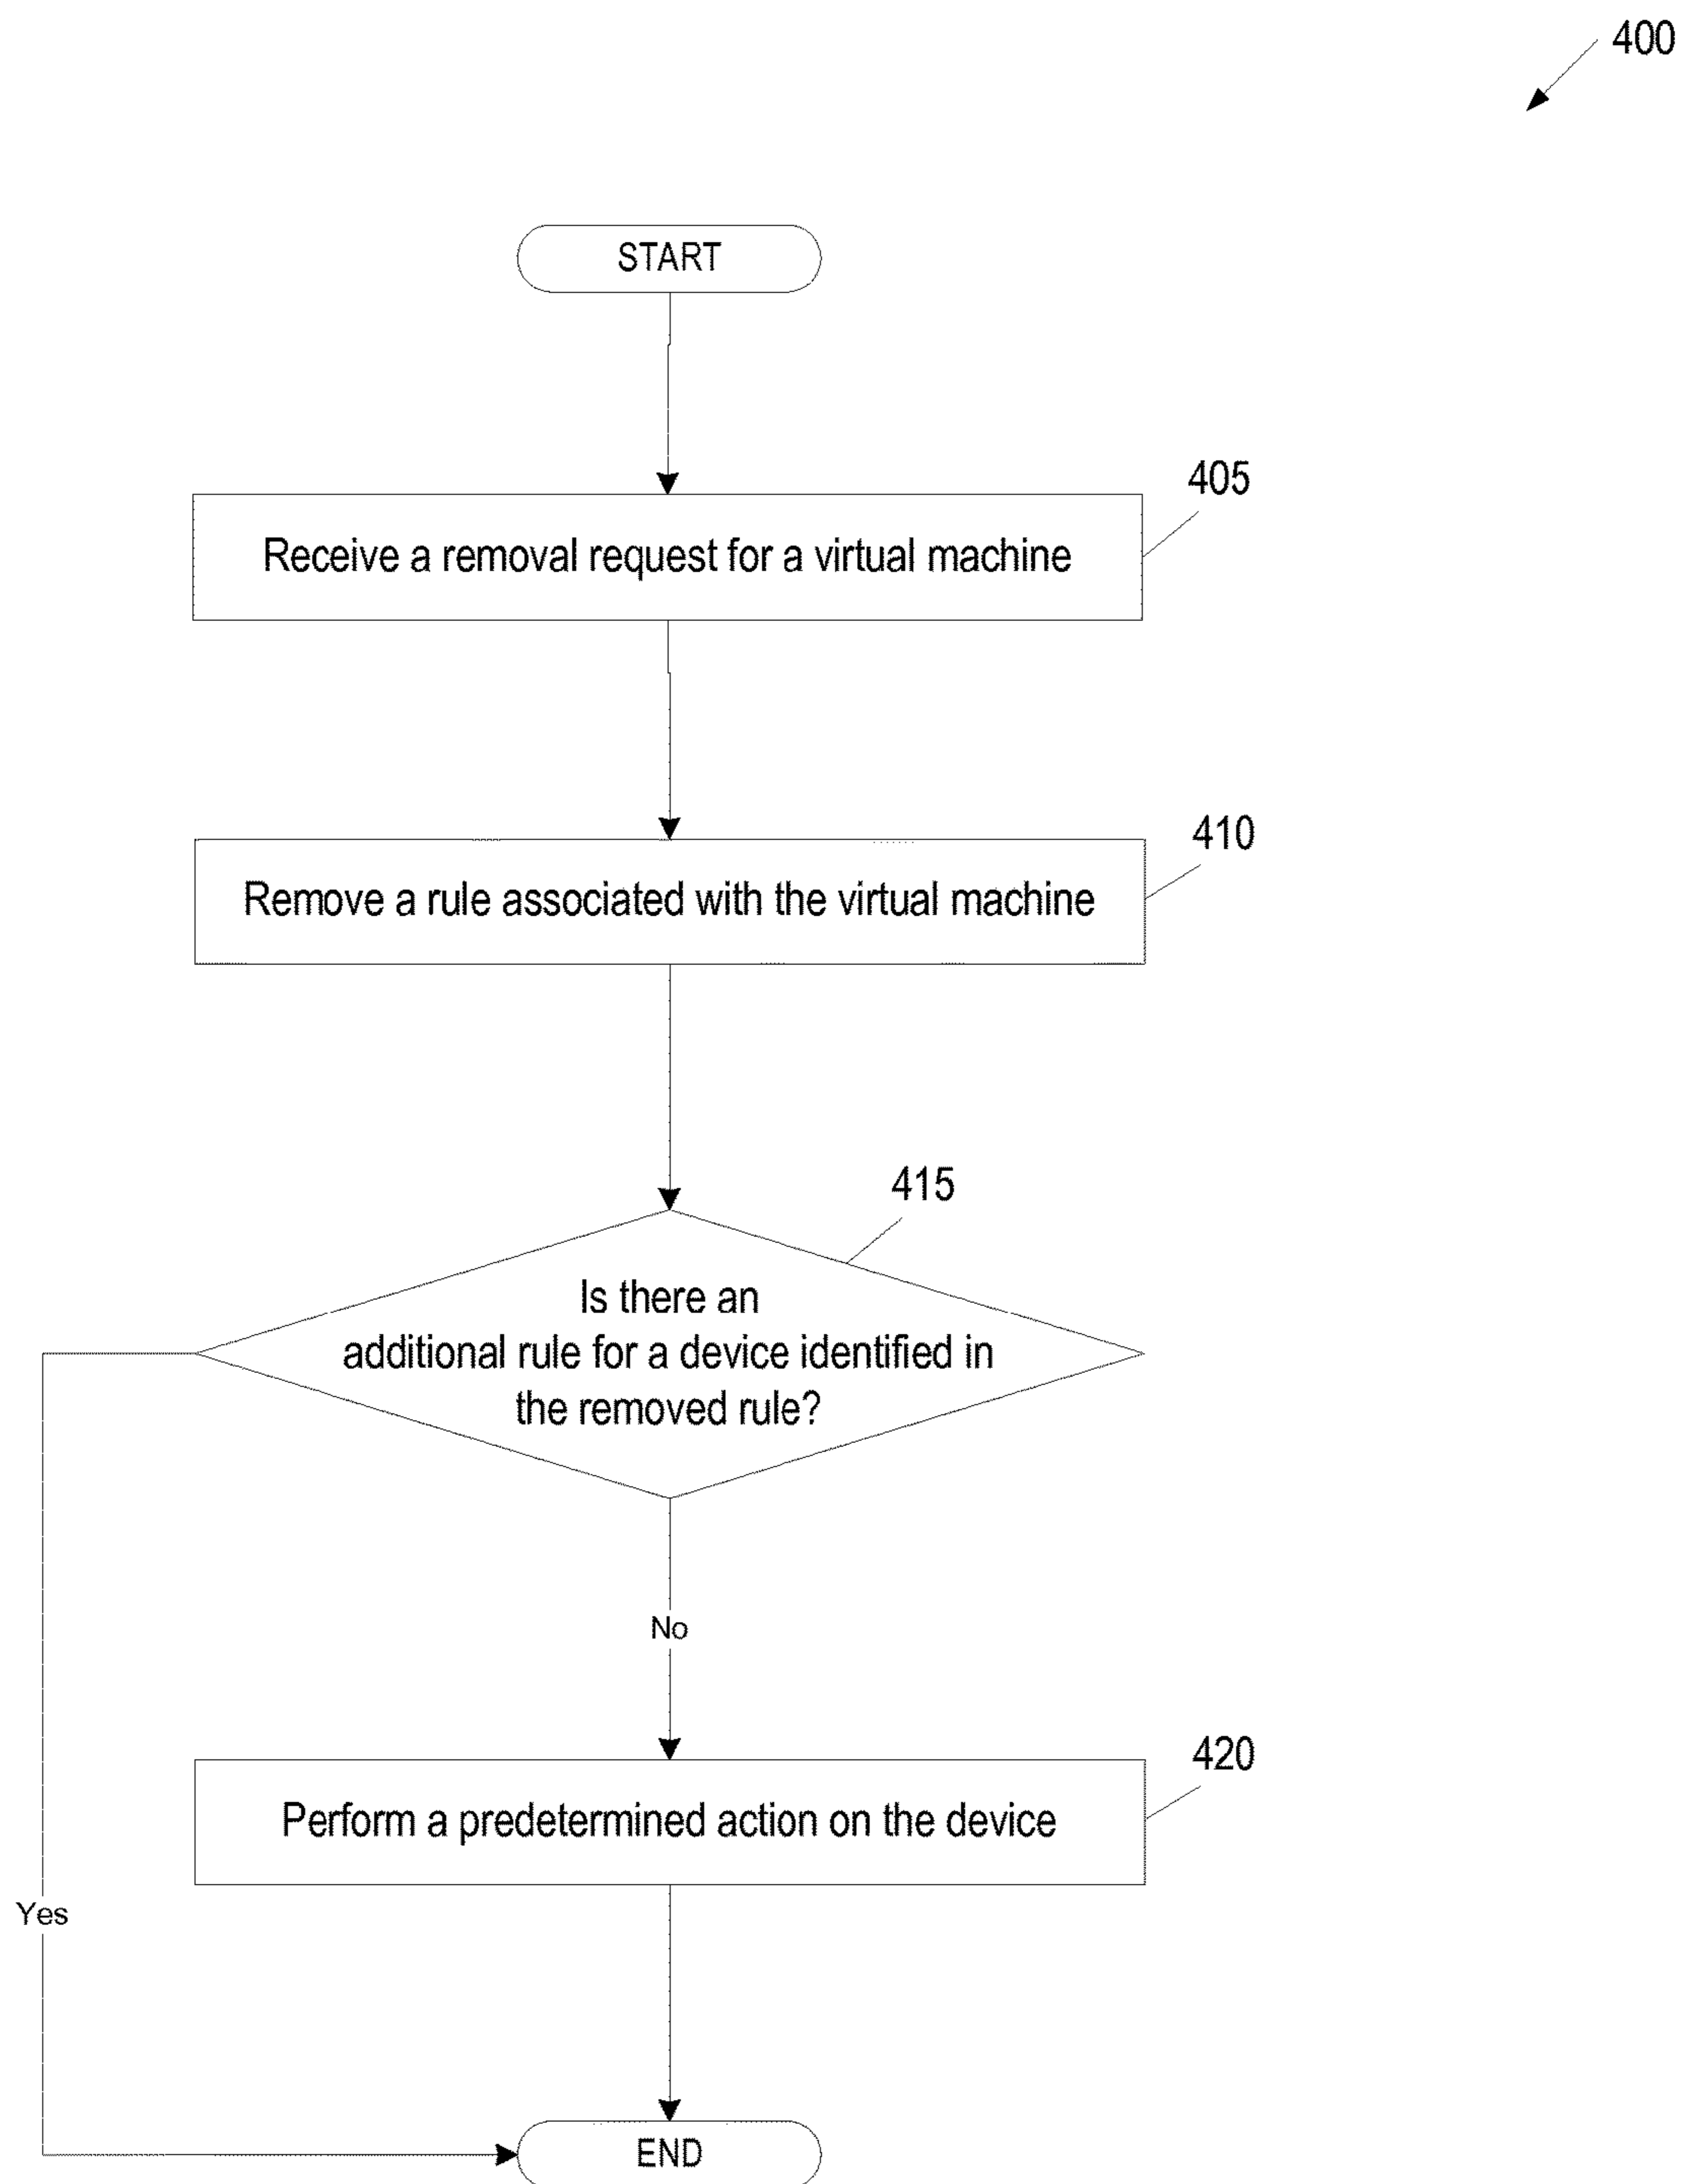 400
START
405
Receive a removal request for a virtual machine
410
Remove a rule associated with the virtual machine
415
Is there an
additional rule for a device identified in
the removed rule?
No
420
Perform a predetermined action on the device
Yes
END